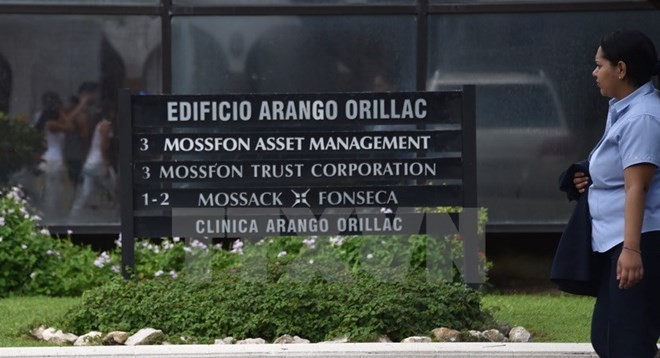 EDIFICIO ARANGO ORILLAC
3 MOSSFON ASSET MANAGEMENT
3 MOSSFON TRUST CORPORATION
1-2 MOSSACK FONSECA
CLINICA ARANGO ORILLAC